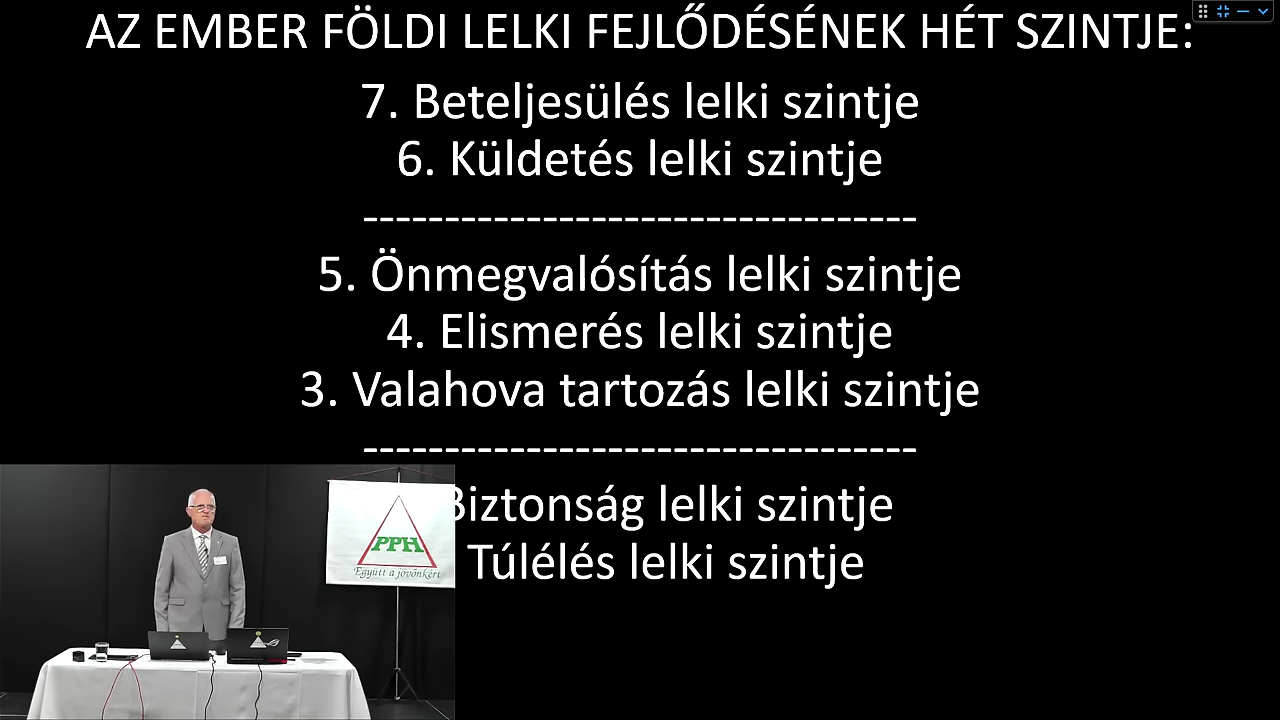 AZ EMBER FÖLDI LELKI FEJLŐDÉSÉNEK HÉT SZINTJE:
7. Beteljesülés lelki szintje
6. Küldetés lelki szintje
----------------------------------
5. Önmegvalósítás lelki szintje
4. Elismerés lelki szintje
3. Valahova tartozás lelki szintje
----------------------------------
Biztonság lelki szintje
Túlélés lelki szintje
PPH
Együtt a jövőnkért